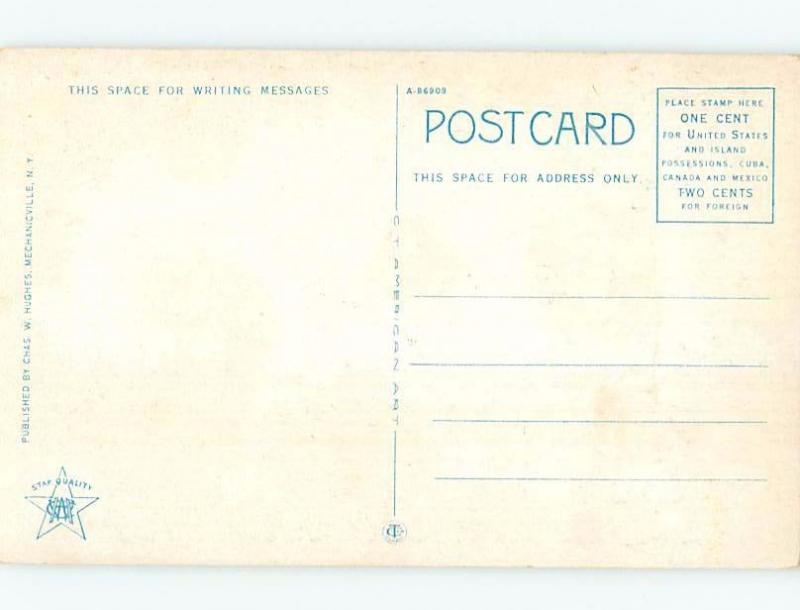 THIS SPACE FOR WRITING MESSAGES
A-86909
POSTCARD
THIS SPACE FOR ADDRESS ONLY.
PLACE STAMP HERE
ONE CENT
FOR UNITED STATES
AND ISLAND
POSSESSIONS, CUBA,
CANADA AND MEXICO
TWO CENTS
FOR FOREIGN
PUBLISHED BY CHAS. W. HUGHES, MECHANICVILLE, N. Y.
C T AMERICAN ART
STAR QUALITY